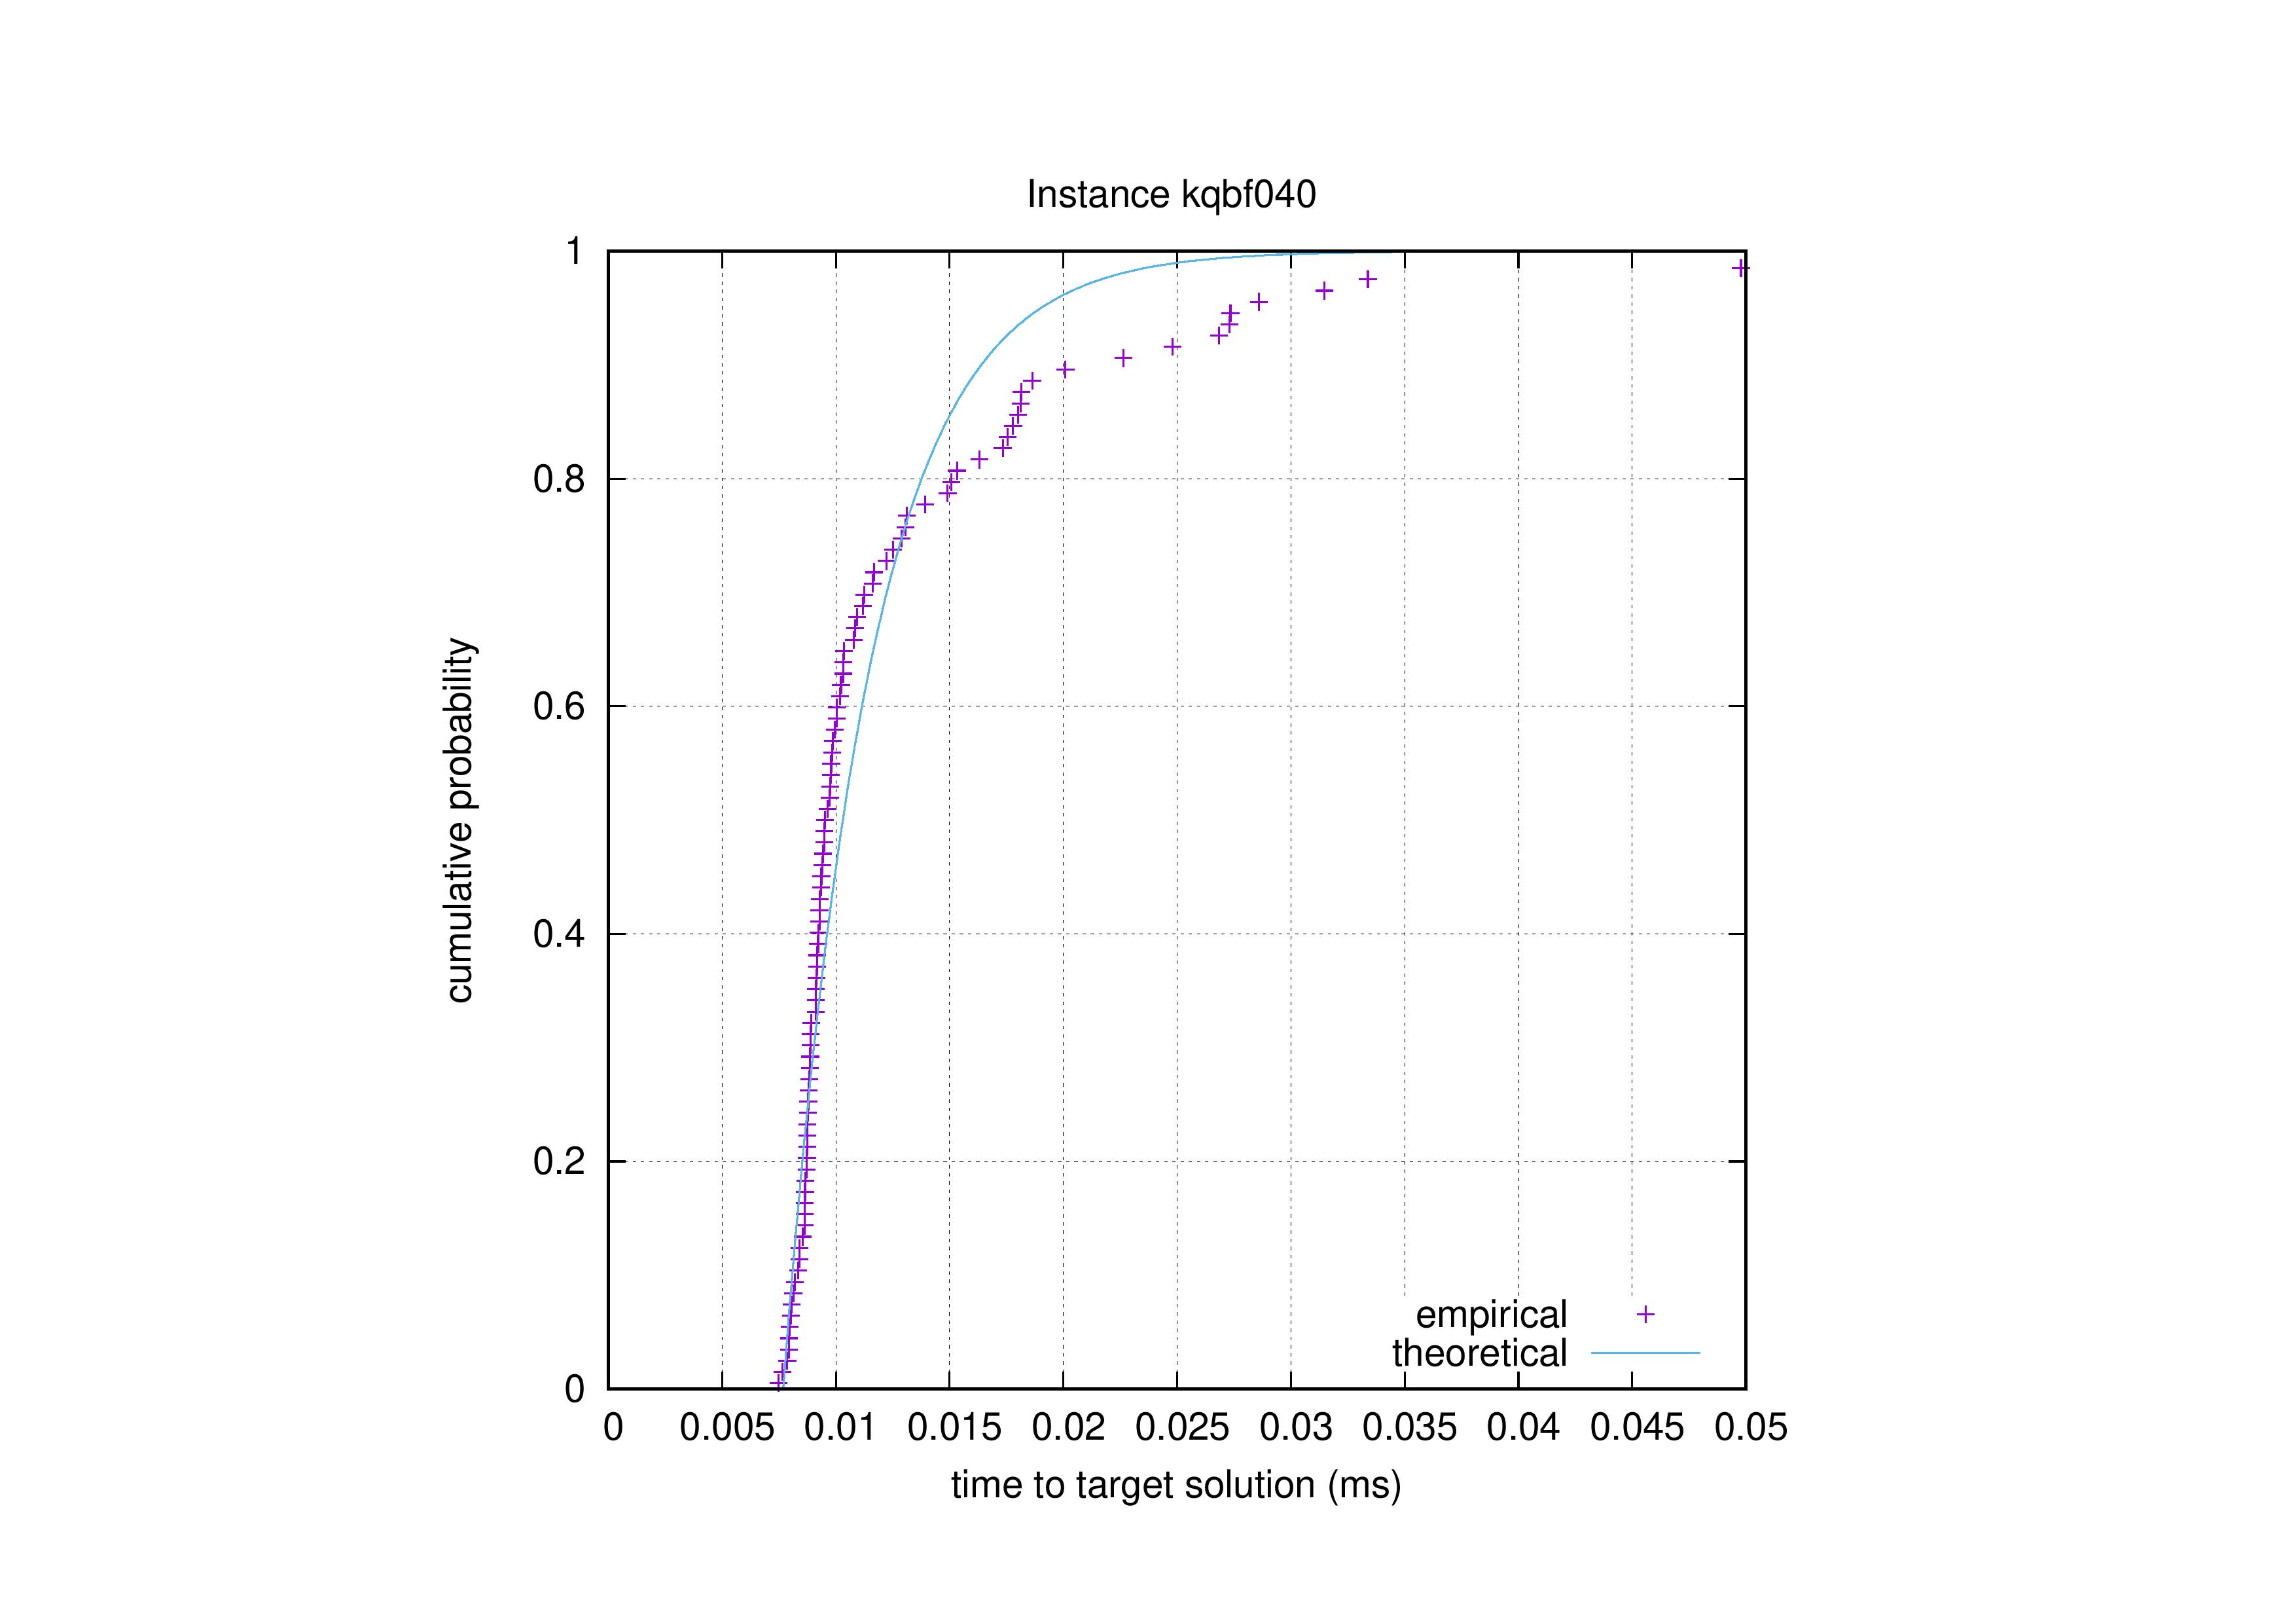 Instance kqbf040
1
0.8
0.6
0.4
0.2
0
cumulative probability
empirical
theoretical
0 0.005 0.01 0.015 0.02 0.025 0.03 0.035 0.04 0.045 0.05
time to target solution (ms)